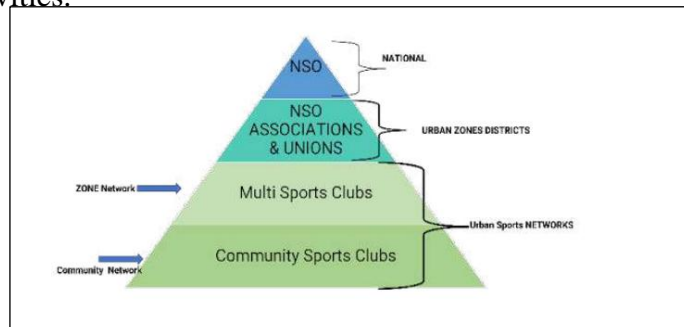 vities.
NSO
NATIONAL
NSO
ASSOCIATIONS
& UNIONS
URBAN ZONES DISTRICTS
ZONE Network
Multi Sports Clubs
Urban Sports NETWORKS
Community Sports Clubs
Community Network